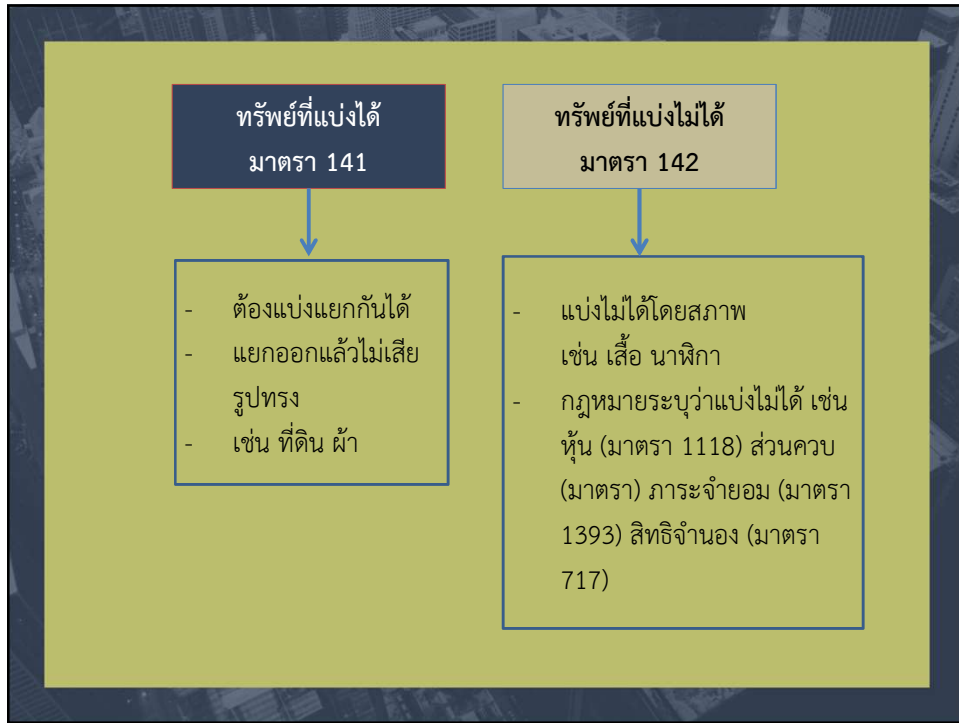 ทรัพย์ที่แบ่งได้
มาตรา 141
ทรัพย์ที่แบ่งไม่ได้
มาตรา 142
- ต้องแบ่งแยกกันได้
- แยกออกแล้วไม่เสีย
รูปทรง
- เช่น ที่ดิน ผ้า
- แบ่งไม่ได้โดยสภาพ
เช่น เสื้อ นาฬิกา
- กฎหมายระบุว่าแบ่งไม่ได้ เช่น
หุ้น (มาตรา 1118) ส่วนควบ
(มาตรา) ภาระจำยอม (มาตรา
1393) สิทธิจำนอง (มาตรา
717)